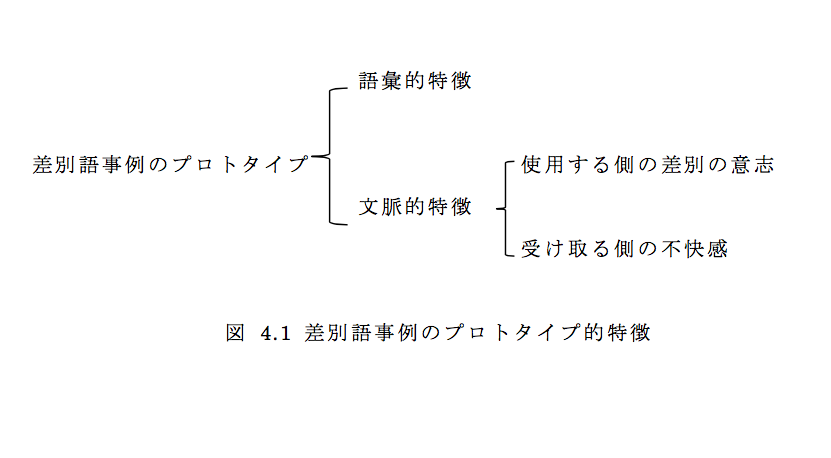 語彙的特徴
差別語事例のプロトタイプ
使用する側の差別の意志
文脈的特徴
受け取る側の不快感
図 4.1 差別語事例のプロトタイプ的特徴